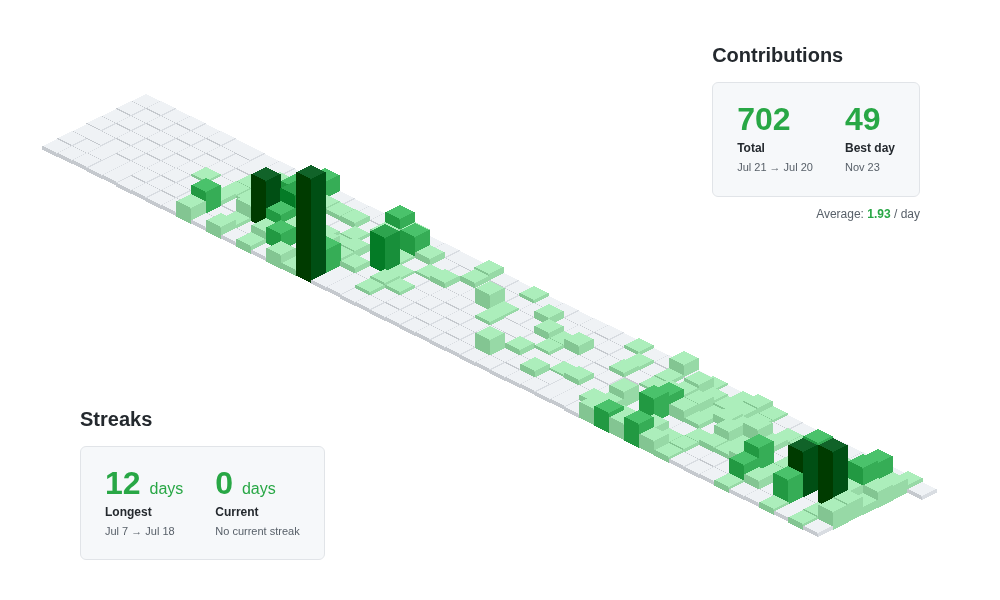 Contributions
702 49
Total Best day
Jul 21 → Jul 20 Nov 23
Average: 1.93 / day
Streaks
12 days 0 days
Longest Current
Jul 7 → Jul 18 No current streak